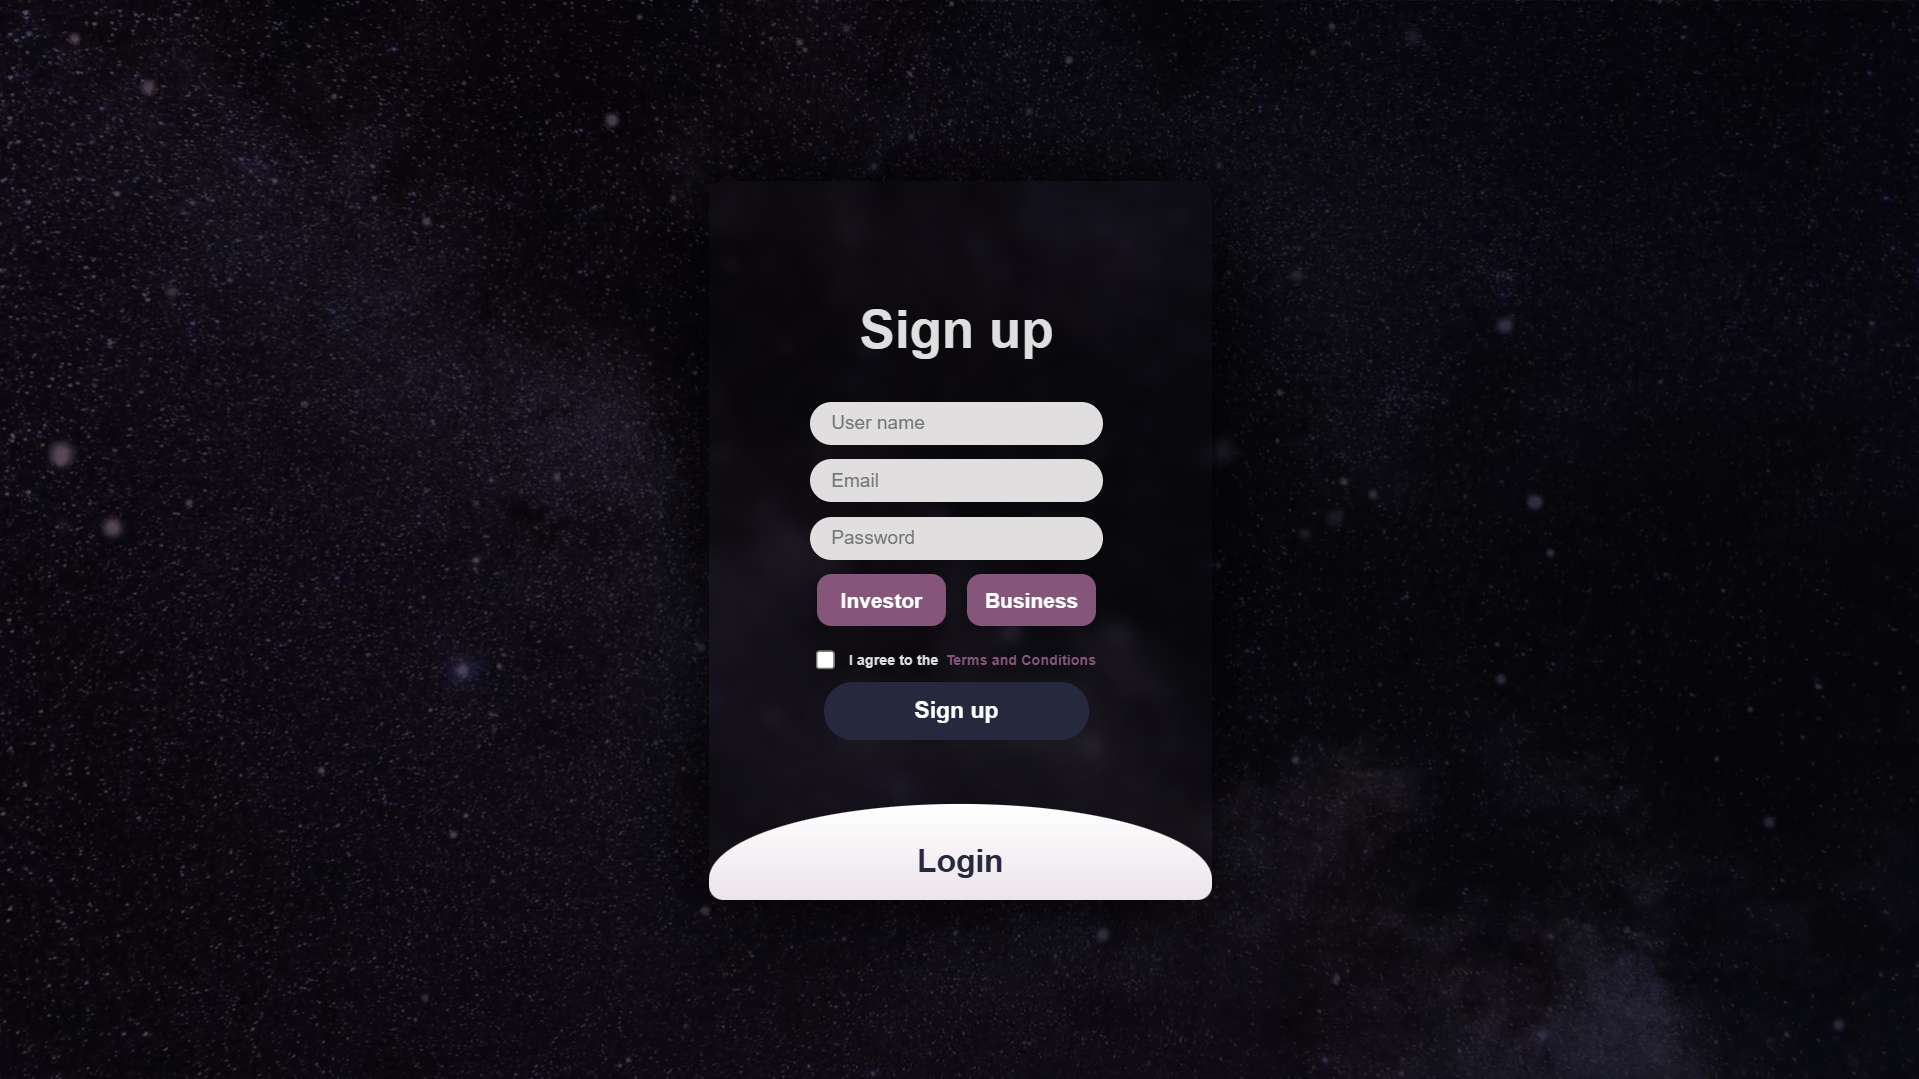 Sign up
User name
Email
Password
Investor Business
I agree to the Terms and Conditions
Sign up
Login